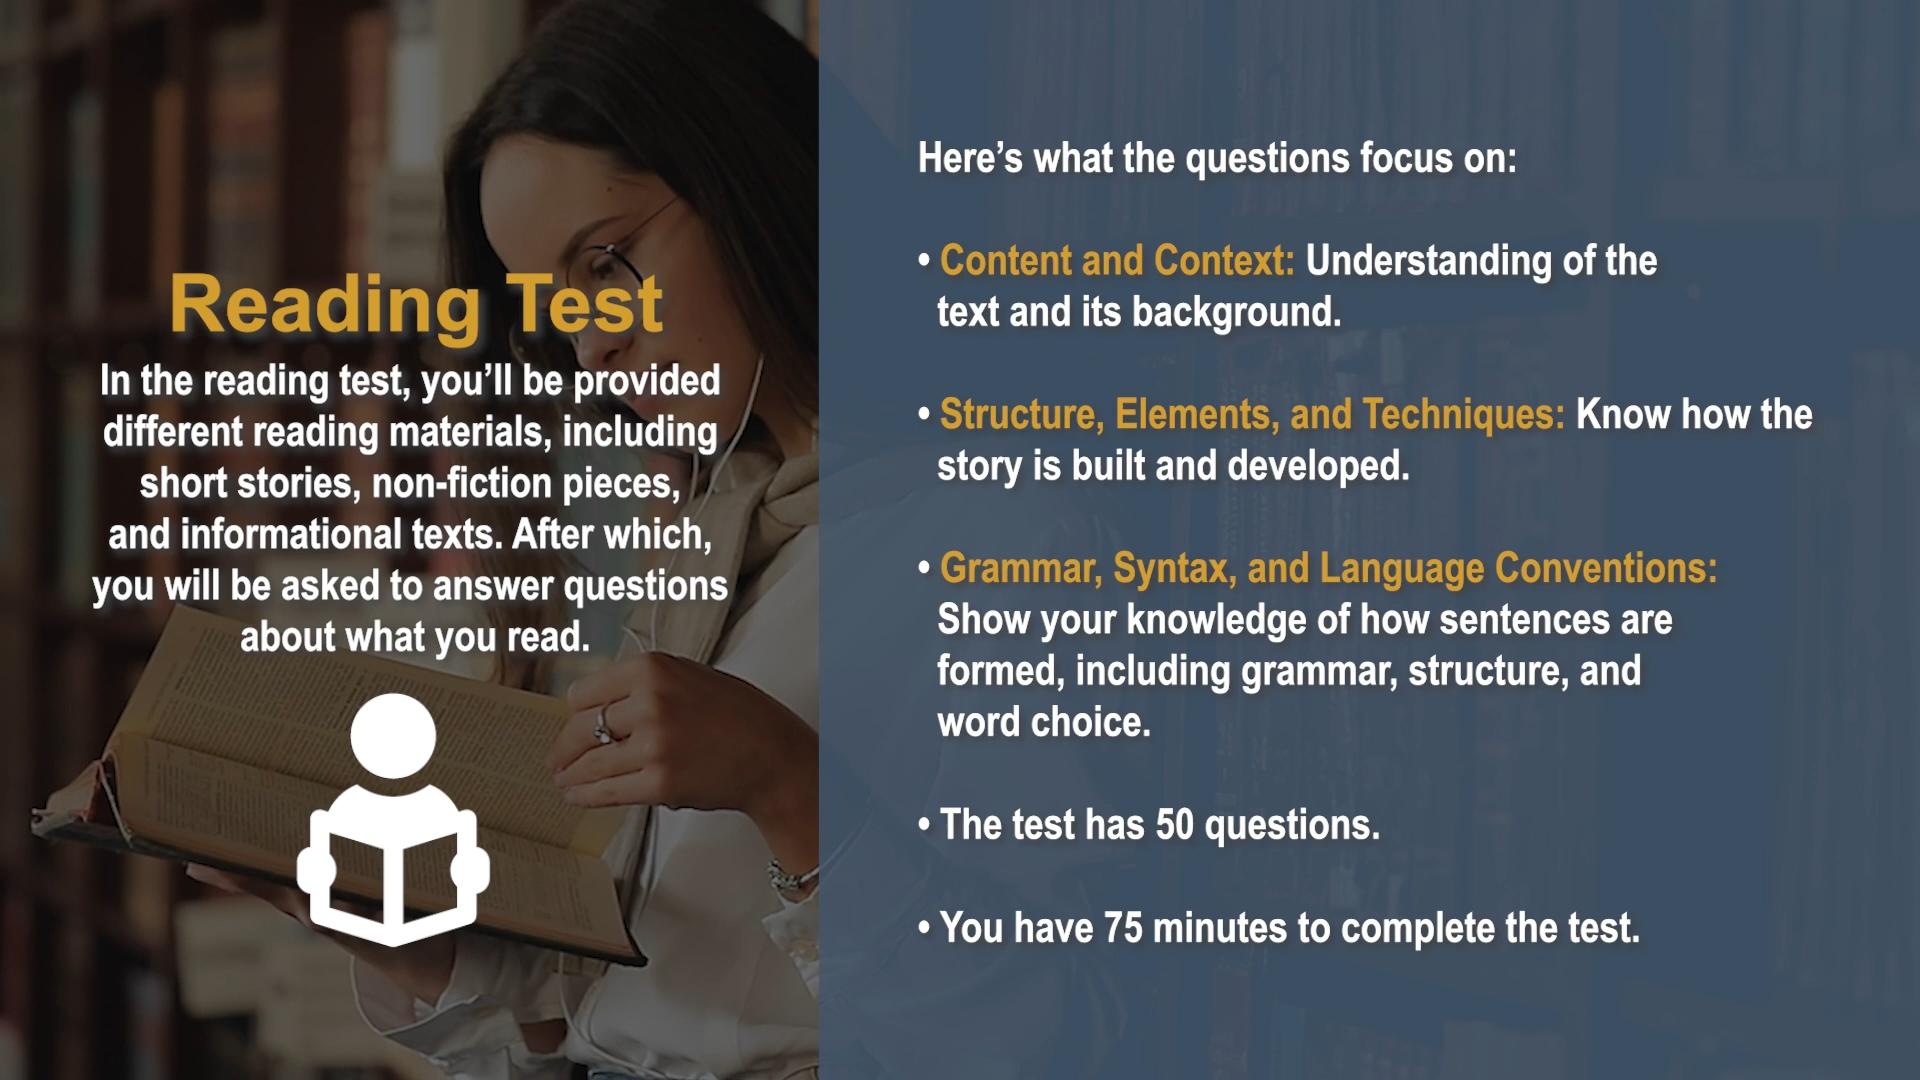 Reading Test
In the reading test, you’ll be provided
different reading materials, including
short stories, non-fiction pieces,
and informational texts. After which,
you will be asked to answer questions
about what you read.
Here’s what the questions focus on:
• Content and Context: Understanding of the
text and its background.
• Structure, Elements, and Techniques: Know how the
story is built and developed.
• Grammar, Syntax, and Language Conventions:
Show your knowledge of how sentences are
formed, including grammar, structure, and
word choice.
• The test has 50 questions.
• You have 75 minutes to complete the test.